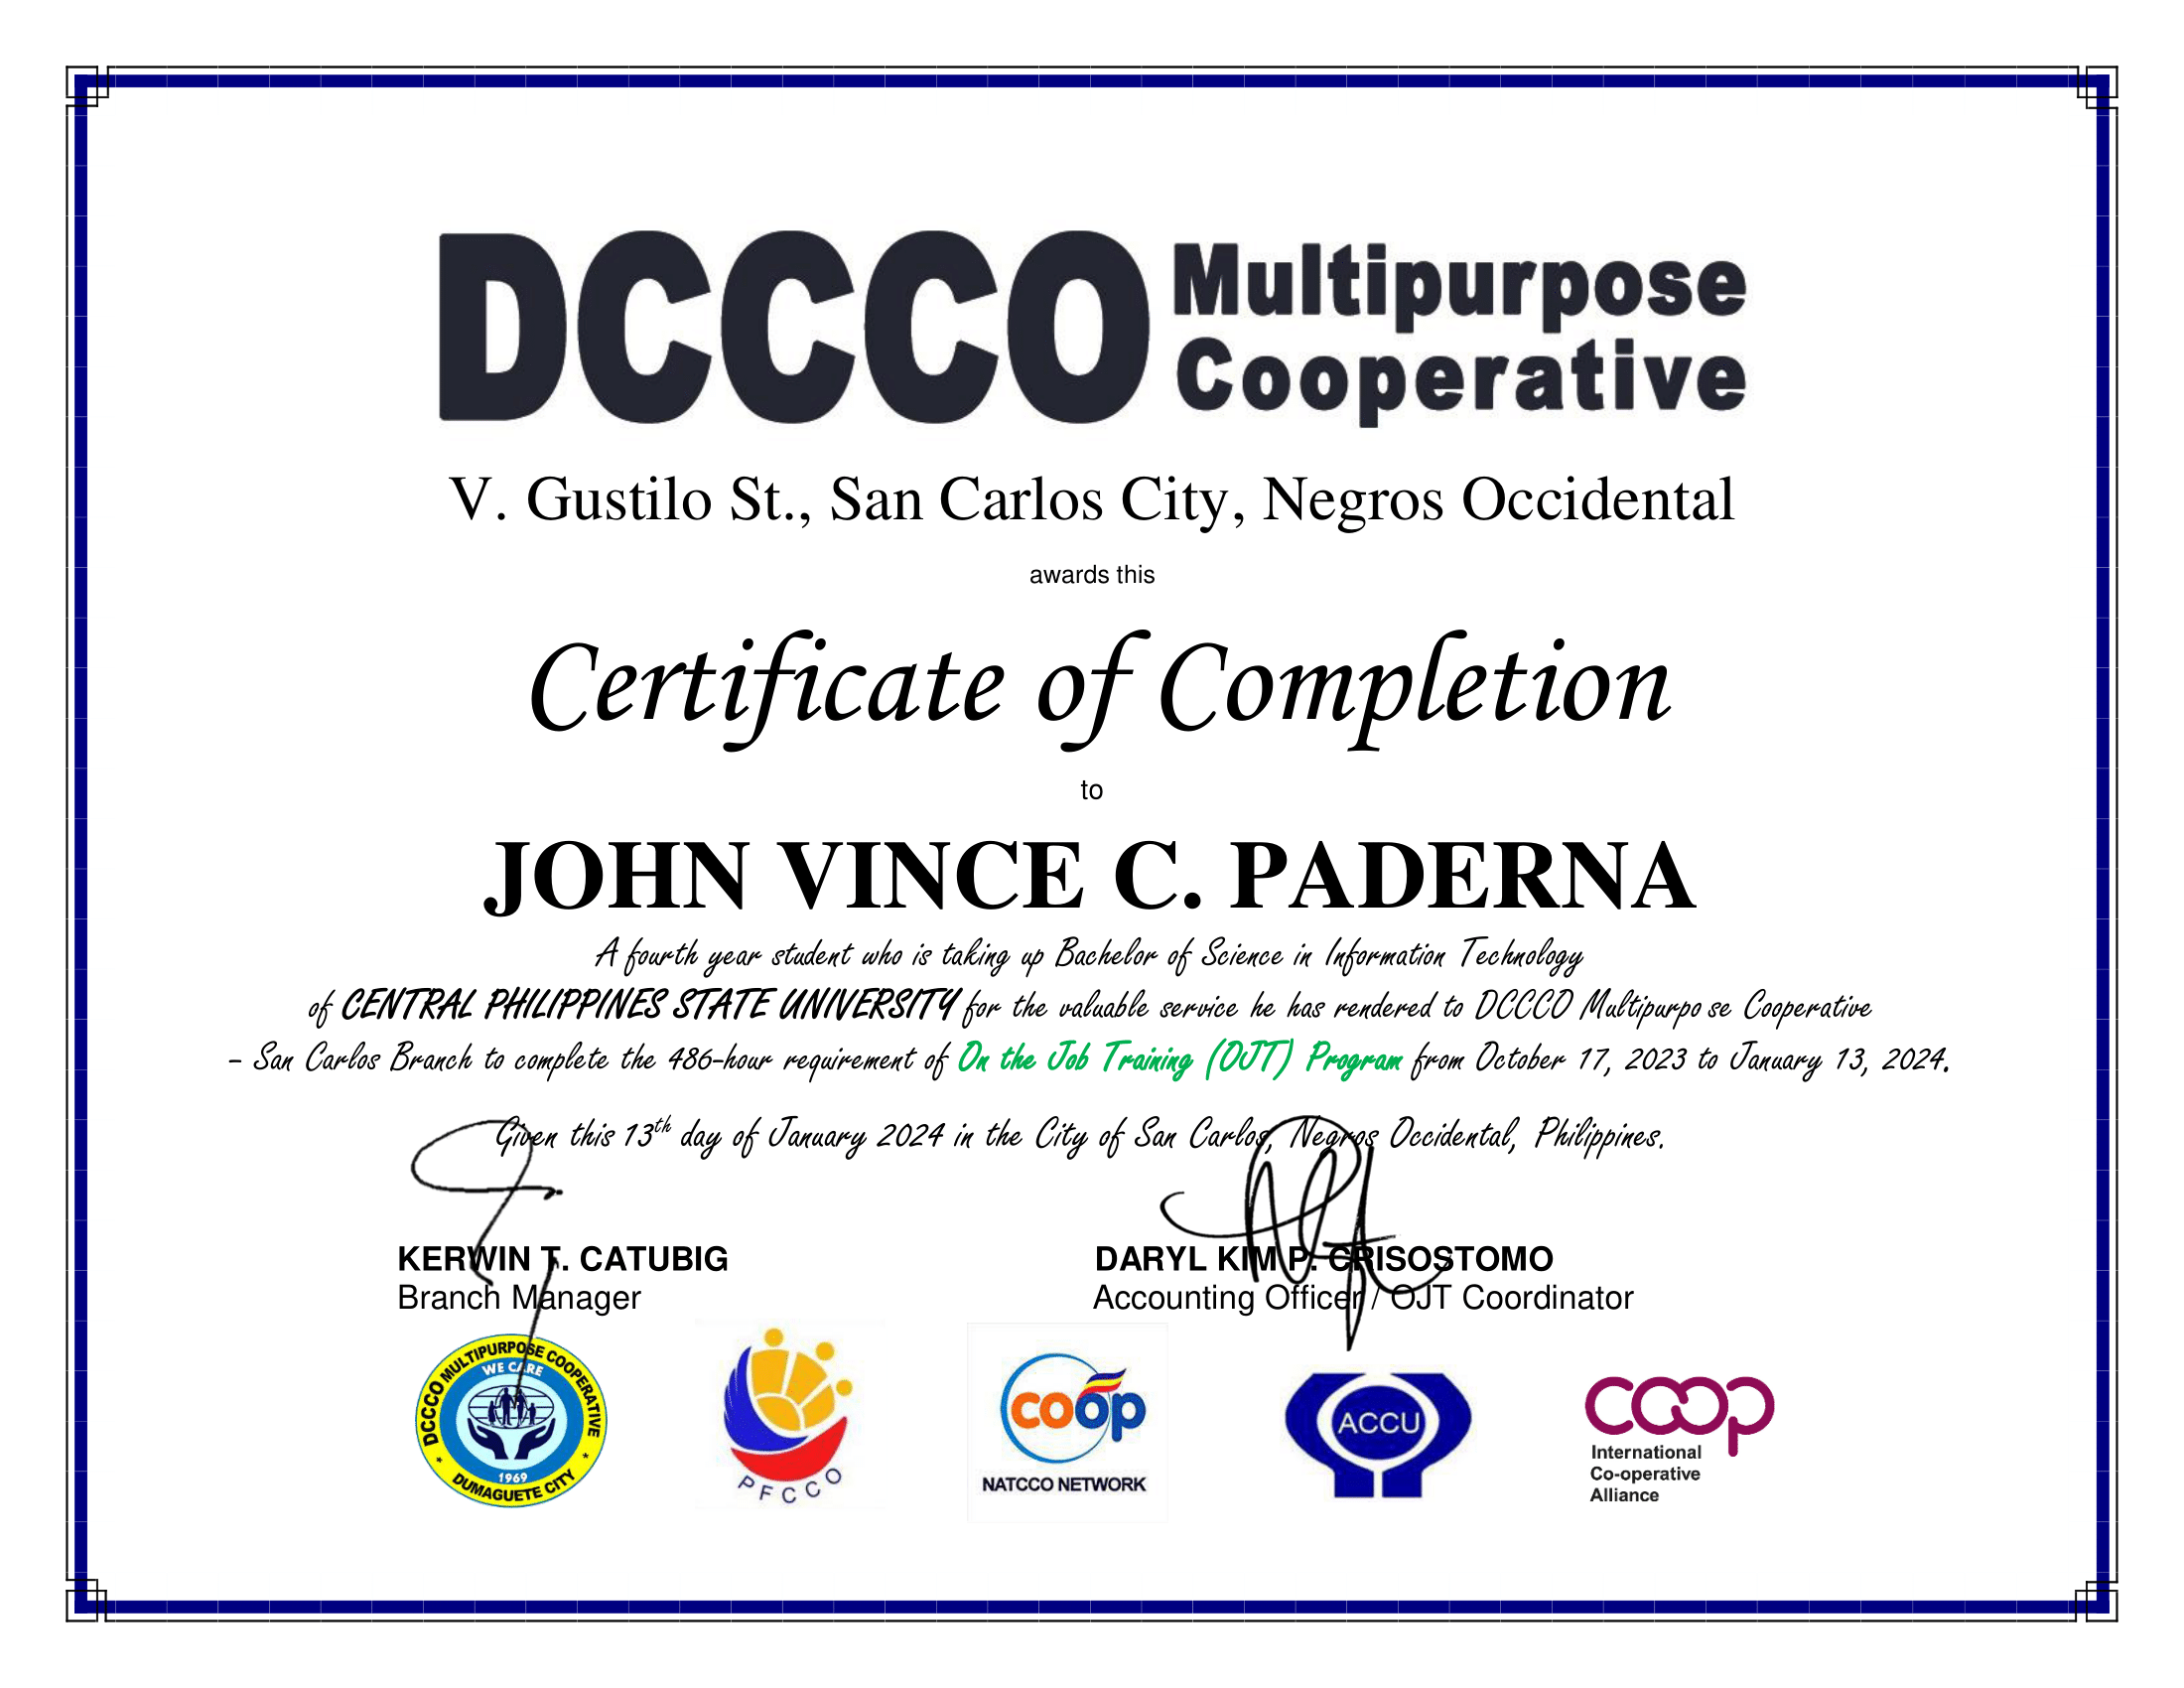 DCCCO Multipurpose
Cooperative
V. Gustilo St., San Carlos City, Negros Occidental
awards this
Certificate of Completion
to
JOHN VINCE C. PADERNA
A fourth year student who is taking up Bachelor of Science in Information Technology
of CENTRAL PHILIPPINES STATE UNIVERSITY for the valuable service he has rendered to DCCCO Multipurpo se Cooperative
– San Carlos Branch to complete the 486-hour requirement of On the Job Training (OJT) Program from October 17, 2023 to January 13, 2024.
Given this 13th day of January 2024 in the City of San Carlos, Negros Occidental, Philippines.
KERWIN T. CATUBIG
Branch Manager
DARYL KIM P. CRISOSTOMO
Accounting Officer / OJT Coordinator
DCCCO MULTIPURPOSE COOPERATIVE
WE CARE
1969
* DUMAGUETE CITY *
PFCCO
coop
NATCCO NETWORK
ACCU
coop
International
Co-operative
Alliance